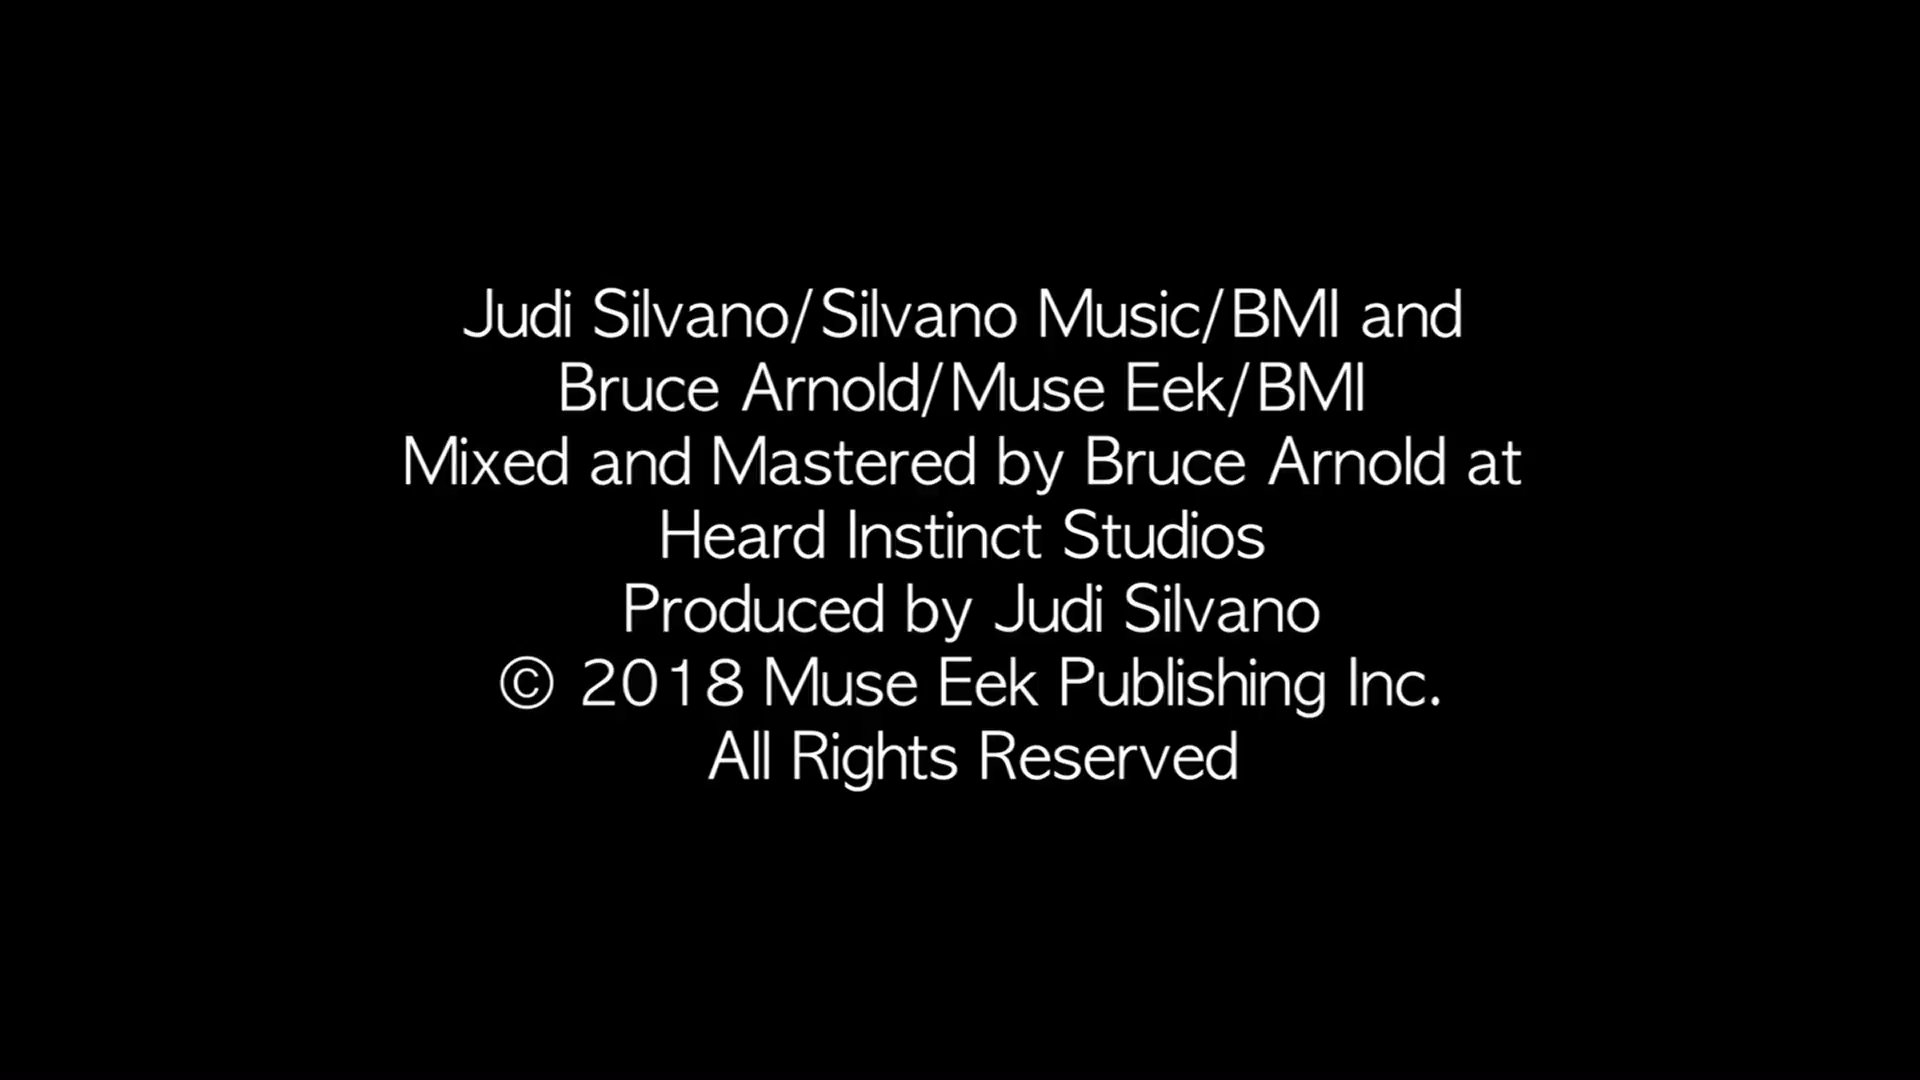 Judi Silvano/Silvano Music/BMI and
Bruce Arnold/Muse Eek/BMI
Mixed and Mastered by Bruce Arnold at
Heard Instinct Studios
Produced by Judi Silvano
© 2018 Muse Eek Publishing Inc.
All Rights Reserved